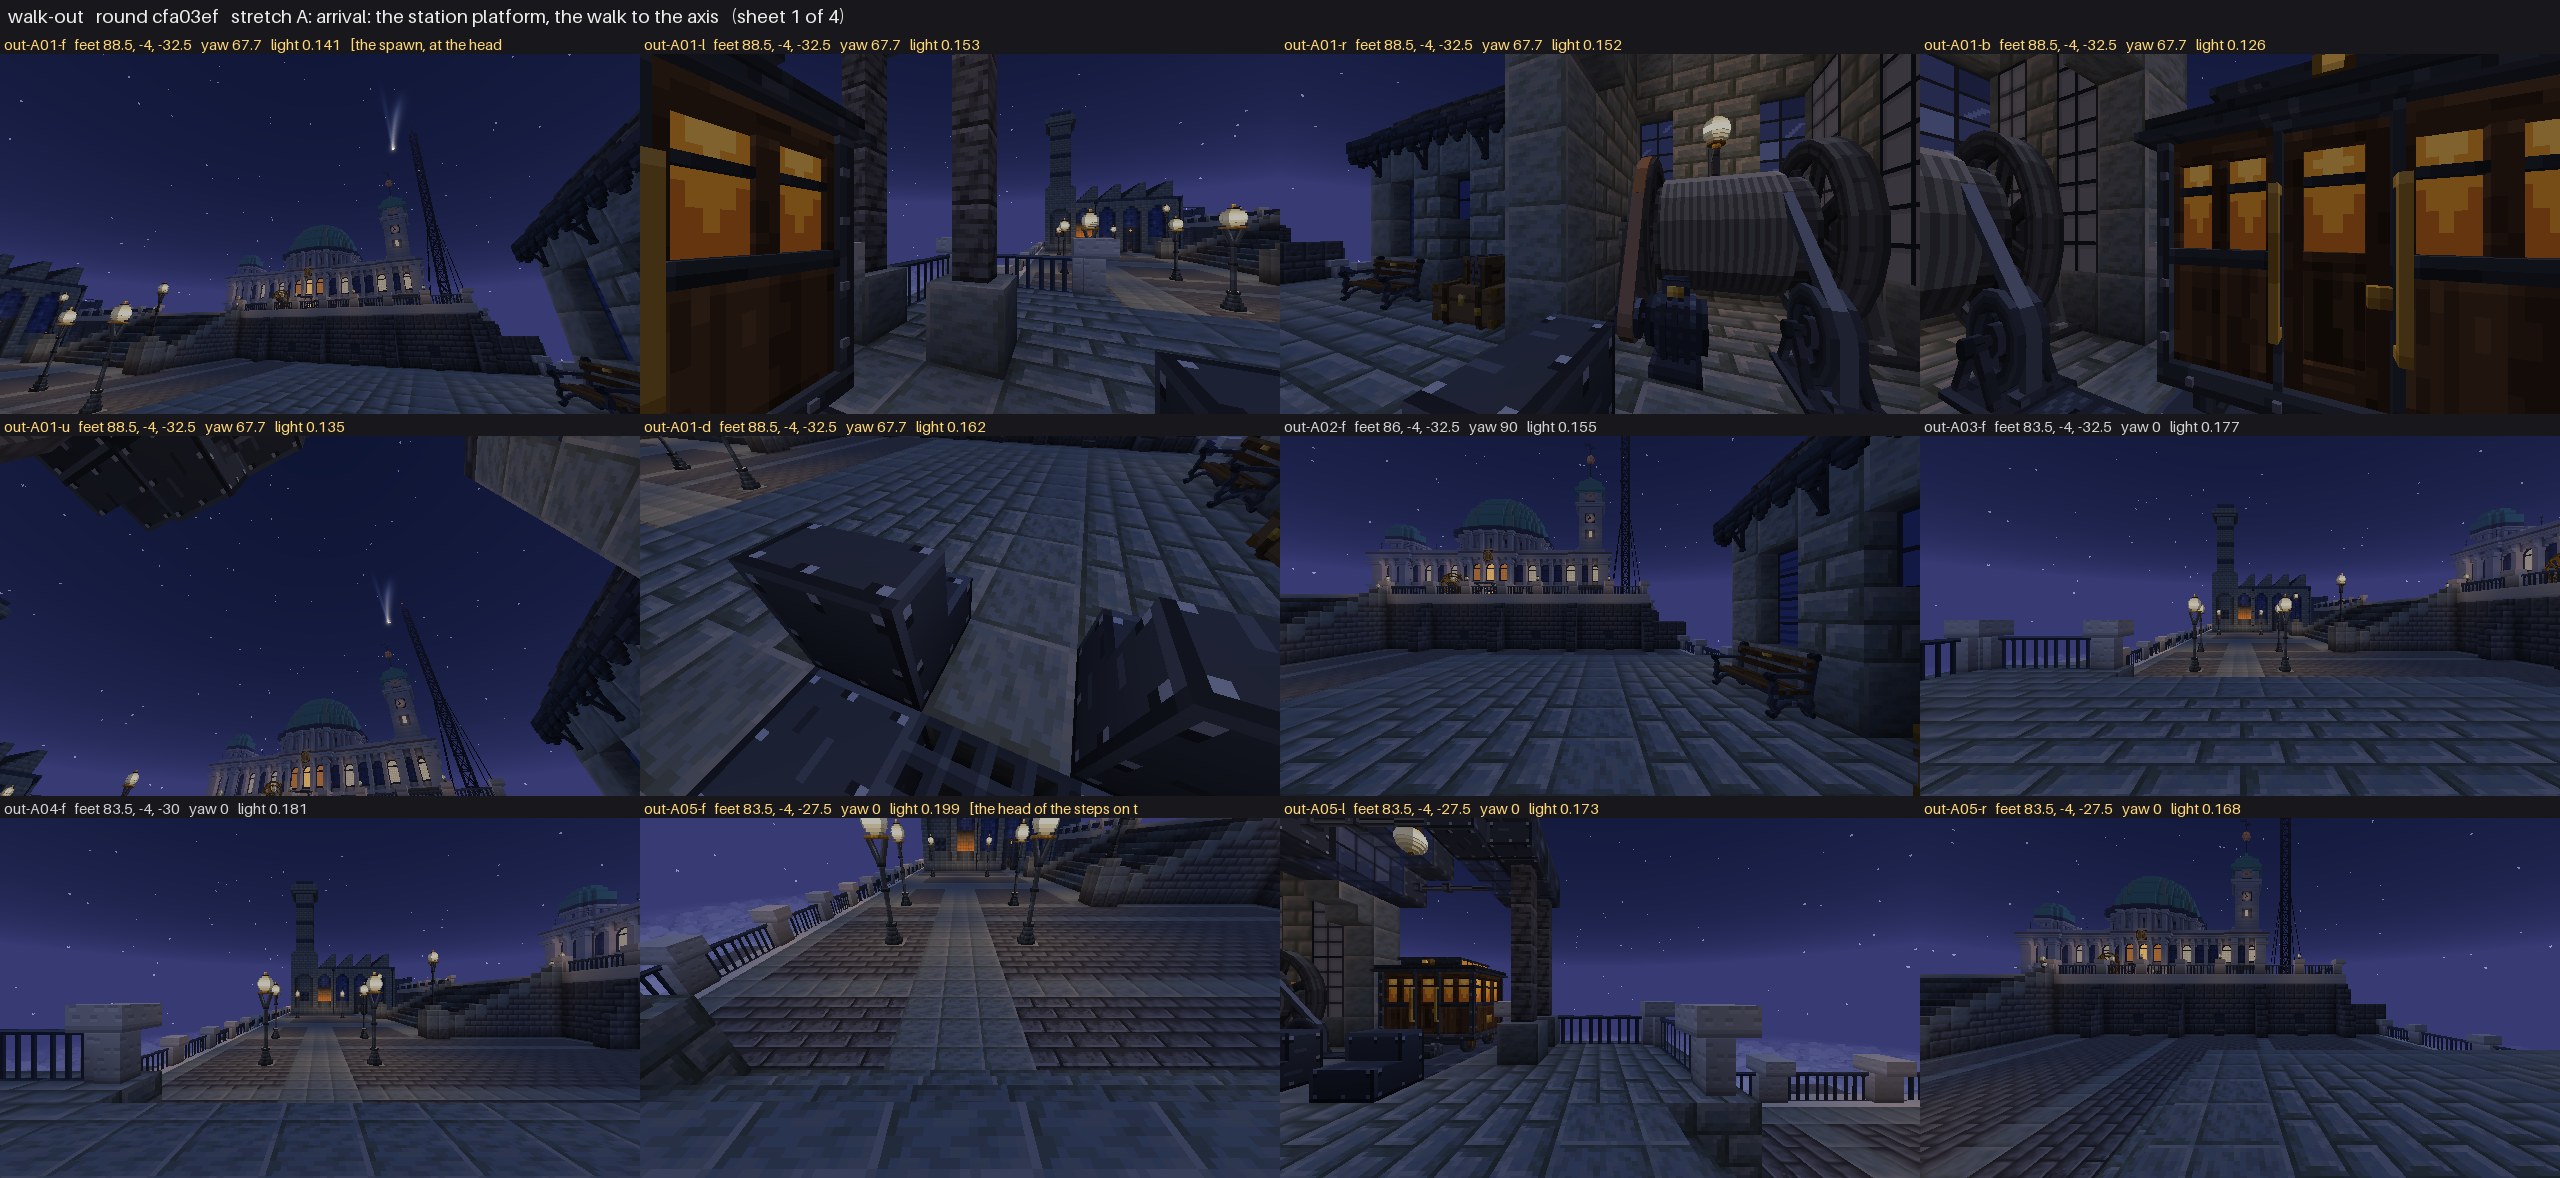 walk-out round cfa03ef stretch A: arrival: the station platform, the walk to the axis (sheet 1 of 4)
out-A01-f feet 88.5, -4, -32.5 yaw 67.7 light 0.141 [the spawn, at the head
out-A01-l feet 88.5, -4, -32.5 yaw 67.7 light 0.153
out-A01-r feet 88.5, -4, -32.5 yaw 67.7 light 0.152
out-A01-b feet 88.5, -4, -32.5 yaw 67.7 light 0.126
out-A01-u feet 88.5, -4, -32.5 yaw 67.7 light 0.135
out-A01-d feet 88.5, -4, -32.5 yaw 67.7 light 0.162
out-A02-f feet 86, -4, -32.5 yaw 90 light 0.155
out-A03-f feet 83.5, -4, -32.5 yaw 0 light 0.177
out-A04-f feet 83.5, -4, -30 yaw 0 light 0.181
out-A05-f feet 83.5, -4, -27.5 yaw 0 light 0.199 [the head of the steps on t
out-A05-l feet 83.5, -4, -27.5 yaw 0 light 0.173
out-A05-r feet 83.5, -4, -27.5 yaw 0 light 0.168